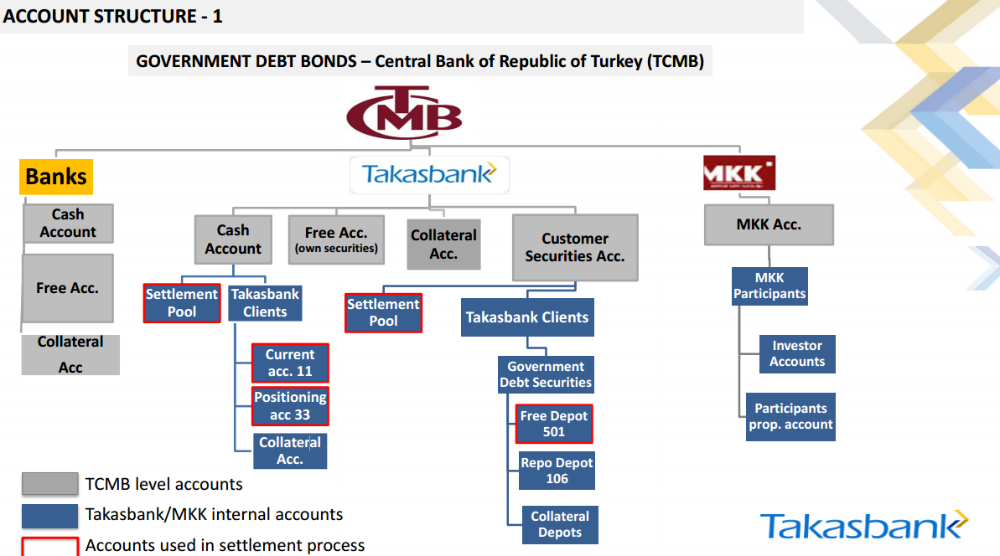 ACCOUNT STRUCTURE - 1
GOVERNMENT DEBT BONDS – Central Bank of Republic of Turkey (TCMB)
TCMB
Banks
Takasbank
MKK
Cash
Account
Free Acc.
Collateral
Acc
Cash
Account
Free Acc.
(own securities)
Collateral
Acc.
Customer
Securities Acc.
MKK Acc.
Settlement
Pool
Takasbank
Clients
Current
acc. 11
Positioning
acc 33
Collateral
Acc.
Settlement
Pool
Takasbank Clients
Government
Debt Securities
Free Depot
501
Repo Depot
106
Collateral
Depots
MKK
Participants
Investor
Accounts
Participants
prop. account
TCMB level accounts
Takasbank/MKK internal accounts
Accounts used in settlement process
Takasbank